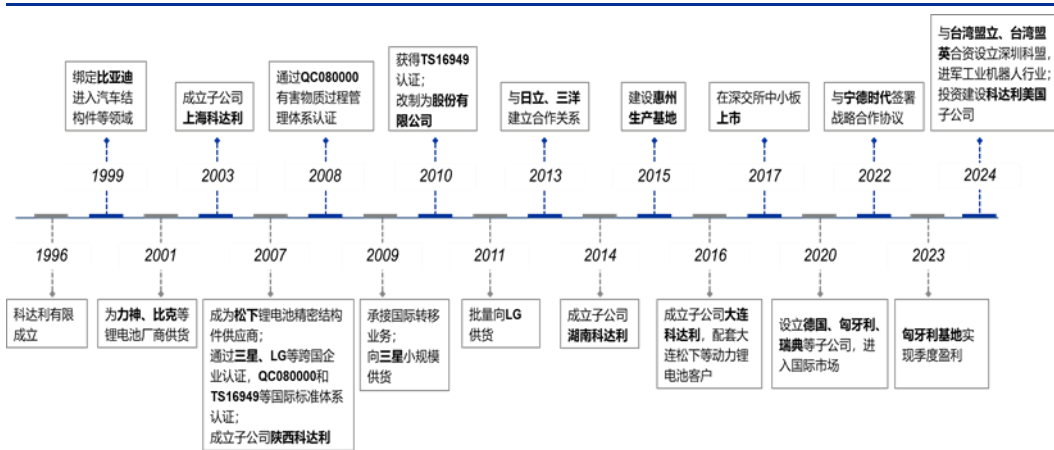 绑定比亚迪
进入汽车结
构件等领域
成立子公司
上海科达利
通过QC080000
有害物质过程管
理体系认证
获得TS16949
认证；
改制为股份有
限公司
与日立、三洋
建立合作关系
建设惠州
生产基地
在深交所中小板
上市
与宁德时代签署
战略合作协议
与台湾盟立、台湾盟
英合资设立深圳科盟，
进军工业机器人行业；
投资建设科达利美国
子公司
1999
2003
2008
2010
2013
2015
2017
2022
2024
1996
2001
2007
2009
2011
2014
2016
2020
2023
科达利有限
成立
为力神、比克等
锂电池厂商供货
成为松下锂电池精密结构
件供应商；
通过三星、LG等跨国企
业认证，QC080000和
TS16949等国际标准体系
认证；
成立子公司陕西科达利
承接国际转移
业务；
向三星小规模
供货
批量向LG
供货
成立子公司
湖南科达利
成立子公司大连
科达利，配套大
连松下等动力锂
电池客户
设立德国、匈牙利、
瑞典等子公司，进
入国际市场
匈牙利基地实
现季度盈利